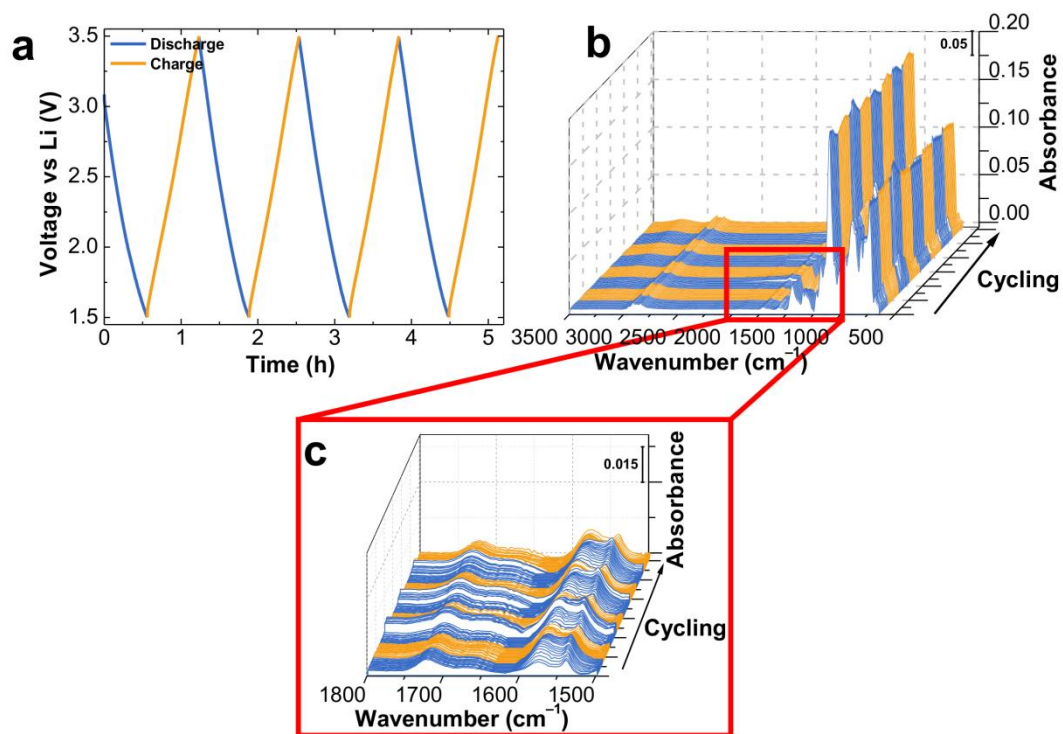 a
Discharge
Charge
3.5
3.0
2.5
2.0
1.5
Voltage vs Li (V)
0 1 2 3 4 5
Time (h)
b
0.05
0.20
0.15
0.10
0.05
0.00
Absorbance
Cycling
3500 3000 2500 2000 1500 1000 500
Wavenumber (cm⁻¹)
c
0.015
Absorbance
Cycling
1800 1700 1600 1500
Wavenumber (cm⁻¹)